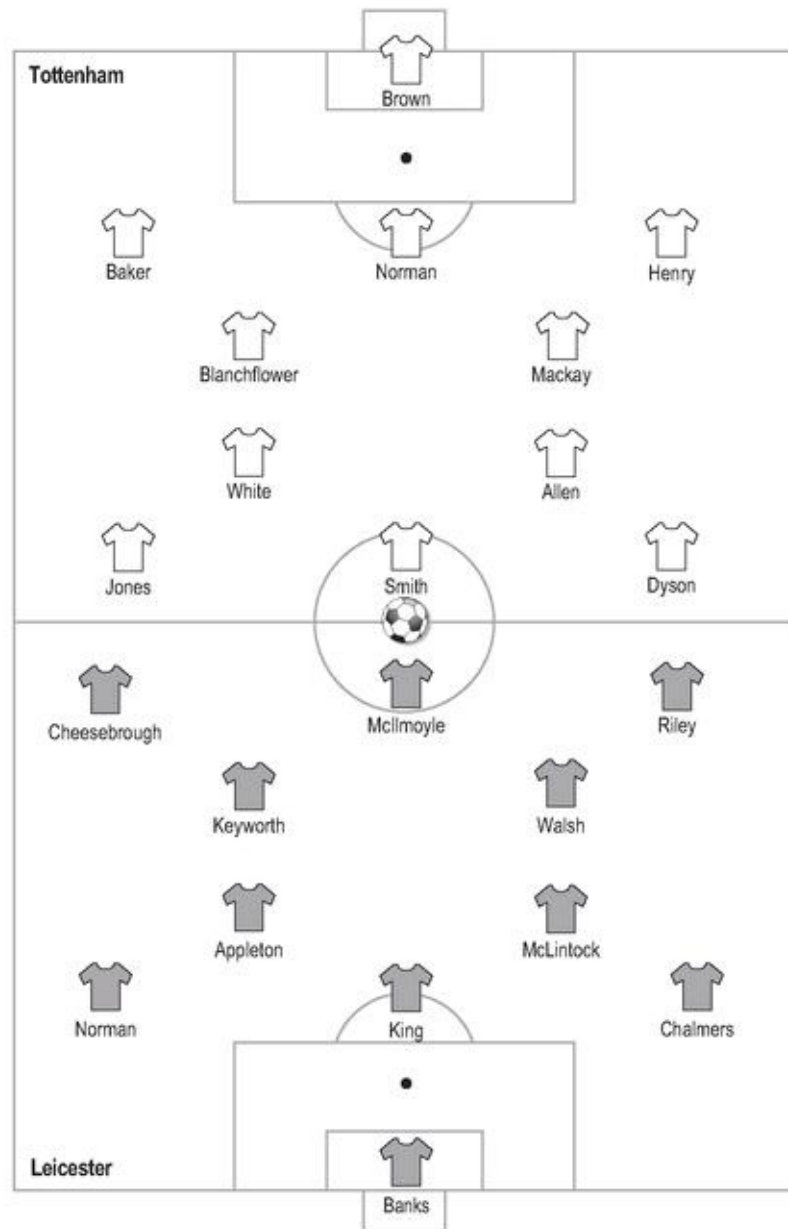 Tottenham
Brown
Baker Norman Henry
Blanchflower Mackay
White Allen
Jones Smith Dyson
Cheesebrough McIlmoyle Riley
Keyworth Walsh
Appleton McLintock
Norman King Chalmers
Leicester
Banks